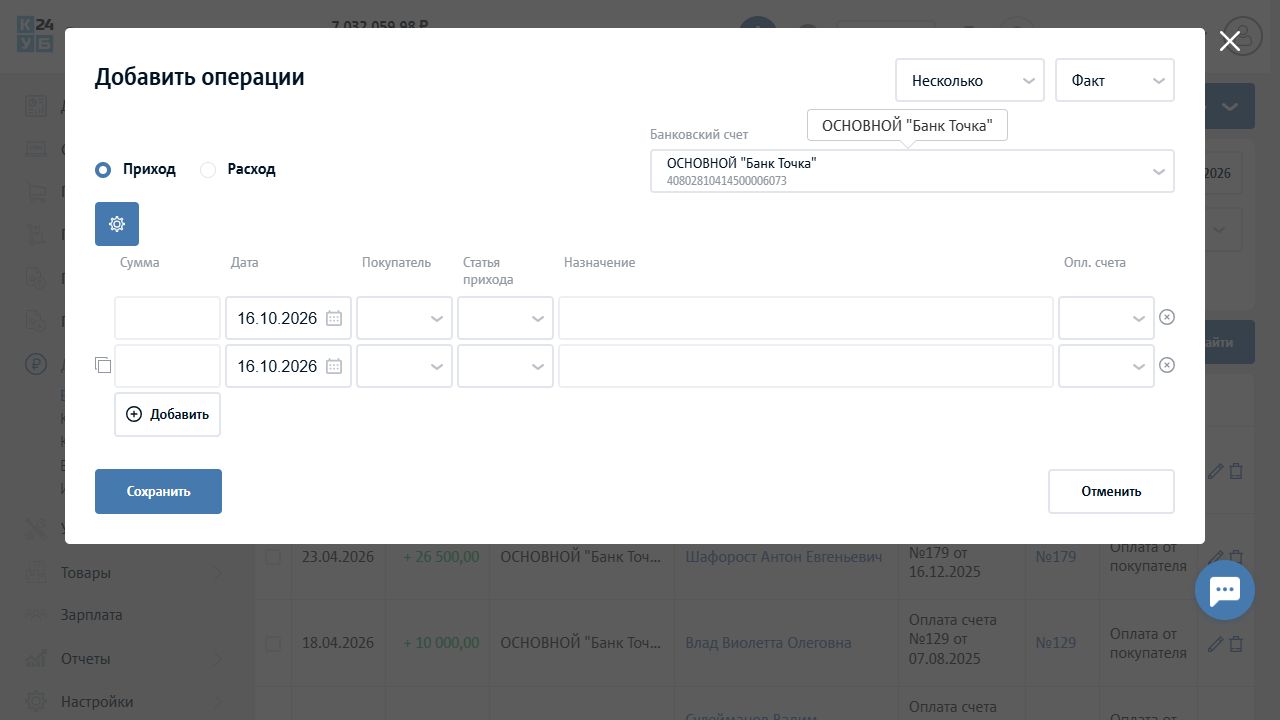 К 24
У Б
7 032 059,98 ₽
Добавить операции
Несколько
Факт
ОСНОВНОЙ "Банк Точка"
Банковский счет
ОСНОВНОЙ "Банк Точка"
40802810414500006073
Приход
Расход
2026
Сумма
Дата
Покупатель
Статья
прихода
Назначение
Опл. счета
16.10.2026
16.10.2026
Добавить
Сохранить
Отменить
23.04.2026
+ 26 500,00
ОСНОВНОЙ "Банк Точ...
Шафорост Антон Евгеньевич
№179 от
16.12.2025
№179
Оплата от
покупателя
Товары
Зарплата
18.04.2026
+ 10 000,00
ОСНОВНОЙ "Банк Точ...
Влад Виолетта Олеговна
Оплата счета
№129 от
07.08.2025
№129
Оплата от
покупателя
Отчеты
Настройки
Оплата счета